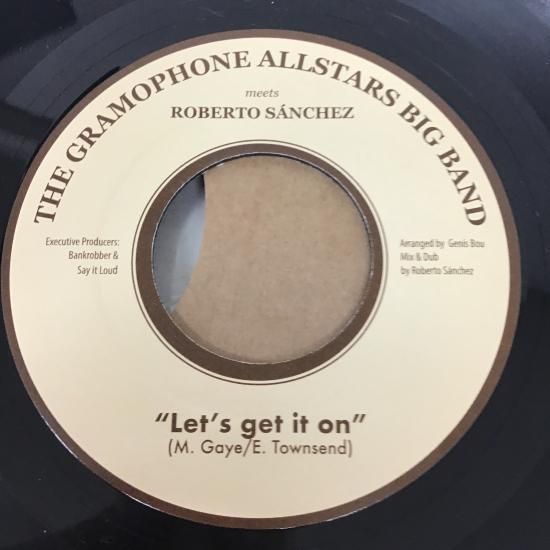 THE GRAMOPHONE ALLSTARS BIG BAND
meets
ROBERTO SÁNCHEZ
Executive Producers:
Bankrobber &
Say it Loud
Arranged by Genís Bou
Mix & Dub
by Roberto Sánchez
"Let's get it on"
(M. Gaye/E. Townsend)